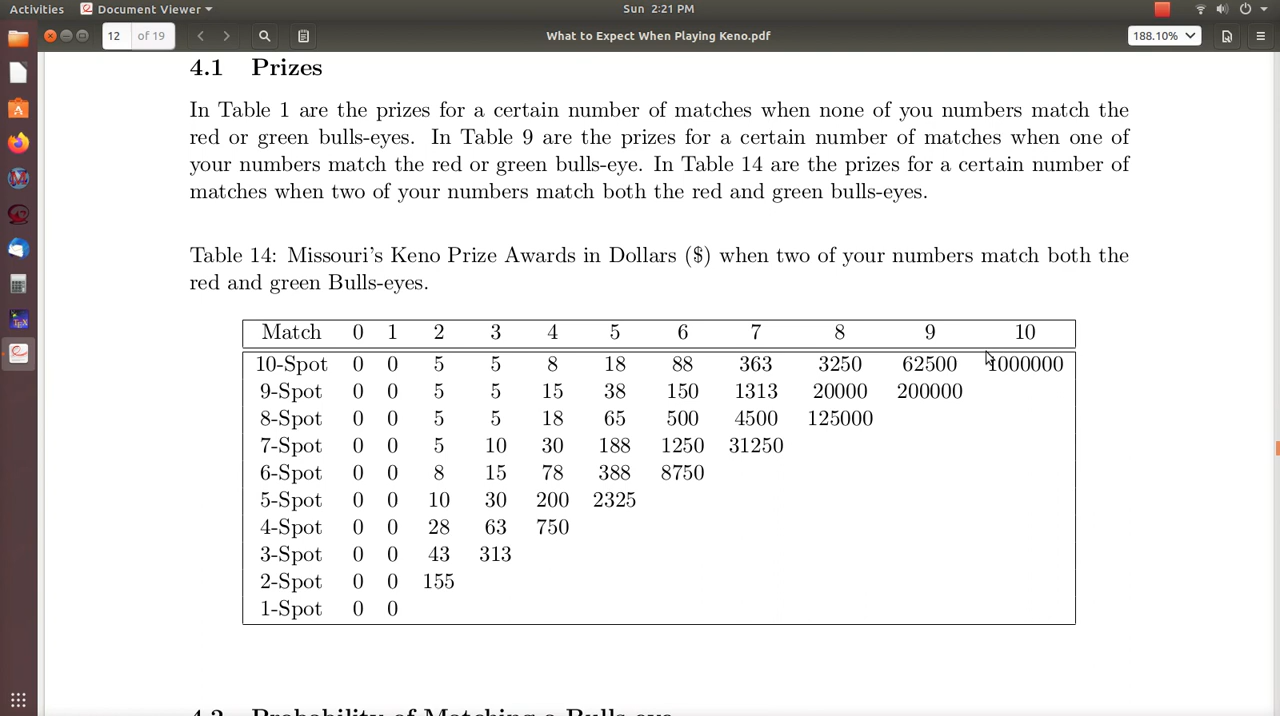 Activities Document Viewer Sun 2:21 PM
12 of 19 What to Expect When Playing Keno.pdf 188.10%
4.1 Prizes
In Table 1 are the prizes for a certain number of matches when none of you numbers match the
red or green bulls-eyes. In Table 9 are the prizes for a certain number of matches when one of
your numbers match the red or green bulls-eye. In Table 14 are the prizes for a certain number of
matches when two of your numbers match both the red and green bulls-eyes.
Table 14: Missouri's Keno Prize Awards in Dollars ($) when two of your numbers match both the
red and green Bulls-eyes.
Match 0 1 2 3 4 5 6 7 8 9 10
10-Spot 0 0 5 5 8 18 88 363 3250 62500 1000000
9-Spot 0 0 5 5 15 38 150 1313 20000 200000
8-Spot 0 0 5 5 18 65 500 4500 125000
7-Spot 0 0 5 10 30 188 1250 31250
6-Spot 0 0 8 15 78 388 8750
5-Spot 0 0 10 30 200 2325
4-Spot 0 0 28 63 750
3-Spot 0 0 43 313
2-Spot 0 0 155
1-Spot 0 0
4.2 Probability of Matching a Bulls-eye